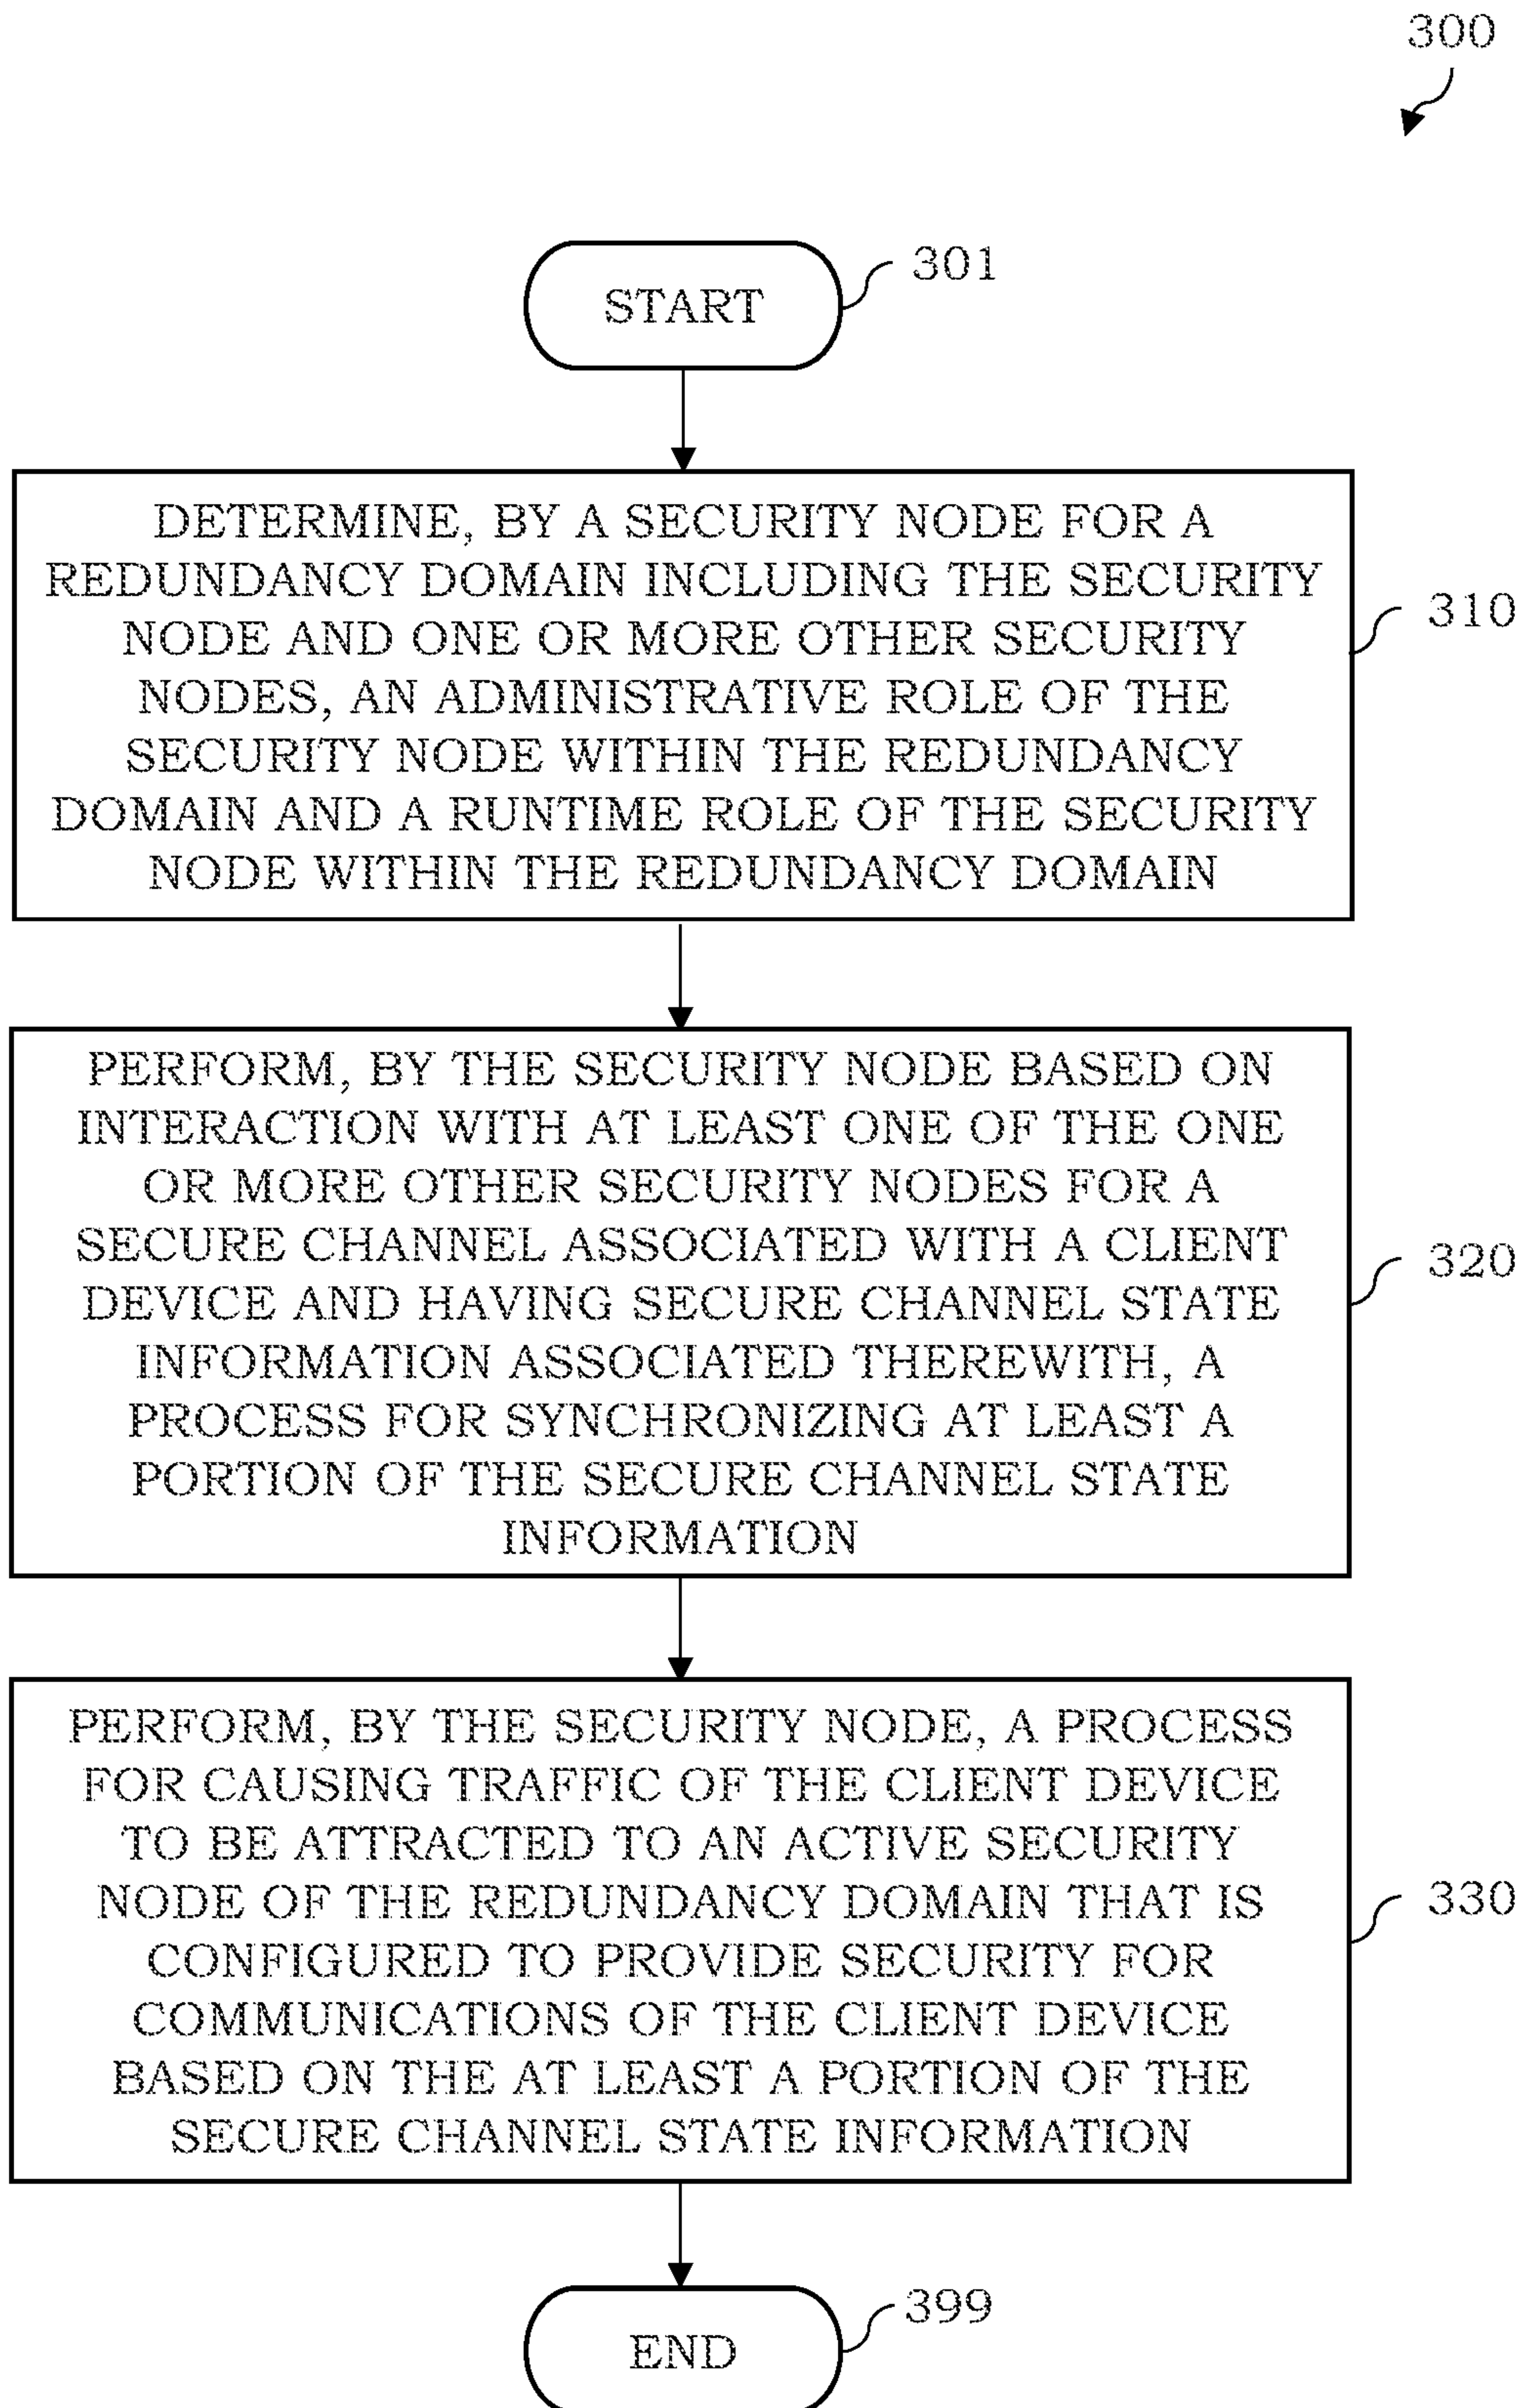 300
START
301
DETERMINE, BY A SECURITY NODE FOR A
REDUNDANCY DOMAIN INCLUDING THE SECURITY
NODE AND ONE OR MORE OTHER SECURITY
NODES, AN ADMINISTRATIVE ROLE OF THE
SECURITY NODE WITHIN THE REDUNDANCY
DOMAIN AND A RUNTIME ROLE OF THE SECURITY
NODE WITHIN THE REDUNDANCY DOMAIN
310
PERFORM, BY THE SECURITY NODE BASED ON
INTERACTION WITH AT LEAST ONE OF THE ONE
OR MORE OTHER SECURITY NODES FOR A
SECURE CHANNEL ASSOCIATED WITH A CLIENT
DEVICE AND HAVING SECURE CHANNEL STATE
INFORMATION ASSOCIATED THEREWITH, A
PROCESS FOR SYNCHRONIZING AT LEAST A
PORTION OF THE SECURE CHANNEL STATE
INFORMATION
320
PERFORM, BY THE SECURITY NODE, A PROCESS
FOR CAUSING TRAFFIC OF THE CLIENT DEVICE
TO BE ATTRACTED TO AN ACTIVE SECURITY
NODE OF THE REDUNDANCY DOMAIN THAT IS
CONFIGURED TO PROVIDE SECURITY FOR
COMMUNICATIONS OF THE CLIENT DEVICE
BASED ON THE AT LEAST A PORTION OF THE
SECURE CHANNEL STATE INFORMATION
330
END
399